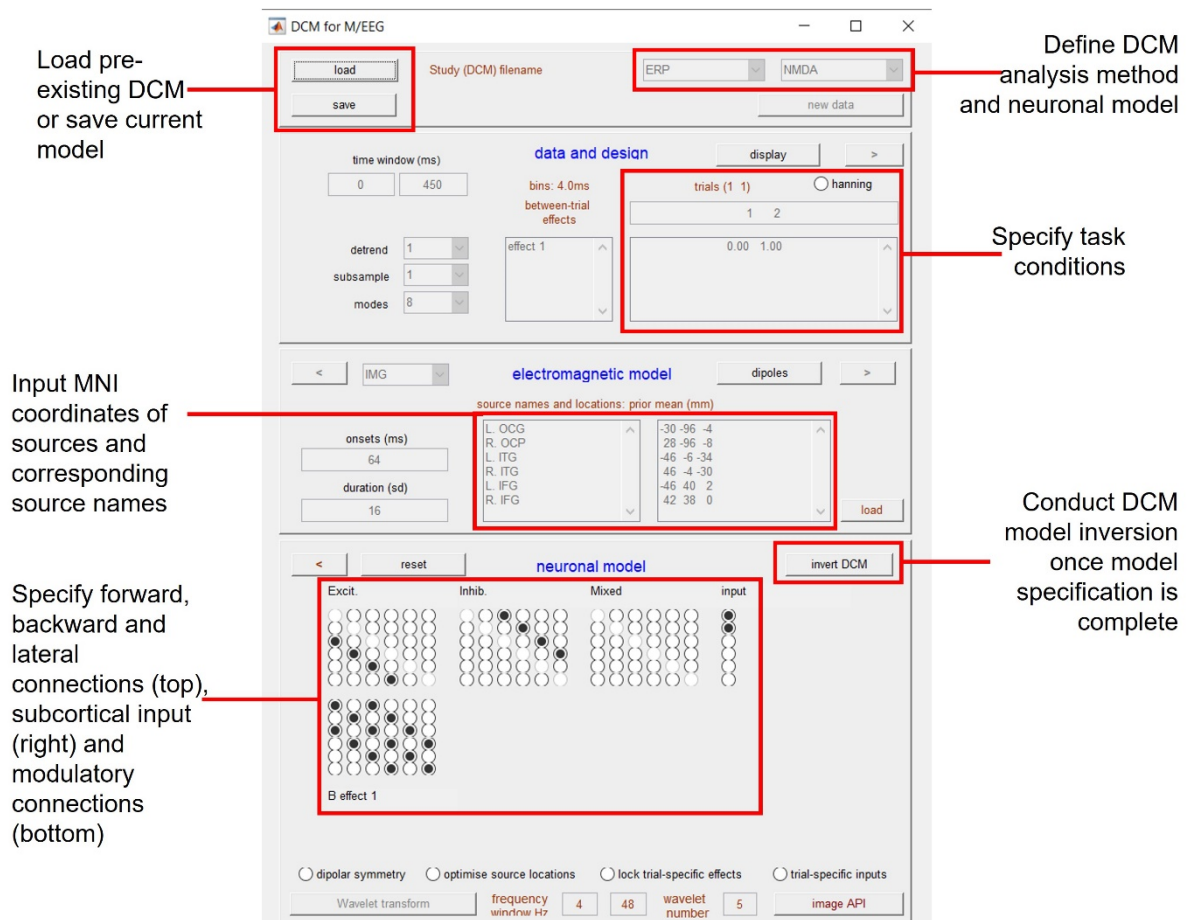 DCM for M/EEG
Load pre-
existing DCM
or save current
model
load
save
Study (DCM) filename
ERP
NMDA
new data
Define DCM
analysis method
and neuronal model
time window (ms)
0
450
data and design
display
>
bins: 4.0ms
between-trial
effects
trials (1 1)
hanning
1 2
detrend
1
subsample
1
modes
8
effect 1
0.00 1.00
Specify task
conditions
Input MNI
coordinates of
sources and
corresponding
source names
<
IMG
electromagnetic model
dipoles
>
source names and locations: prior mean (mm)
onsets (ms)
64
duration (sd)
16
L. OCG
R. OCP
L. ITG
R. ITG
L. IFG
R. IFG
-30 -96 -4
28 -96 -8
-46 -6 -34
46 -4 -30
-46 40 2
42 38 0
load
Conduct DCM
model inversion
once model
specification is
complete
<
reset
neuronal model
invert DCM
Specify forward,
backward and
lateral
connections (top),
subcortical input
(right) and
modulatory
connections
(bottom)
Excit.
Inhib.
Mixed
input
B effect 1
dipolar symmetry
optimise source locations
lock trial-specific effects
trial-specific inputs
Wavelet transform
frequency
window Hz
4
48
wavelet
number
5
image API